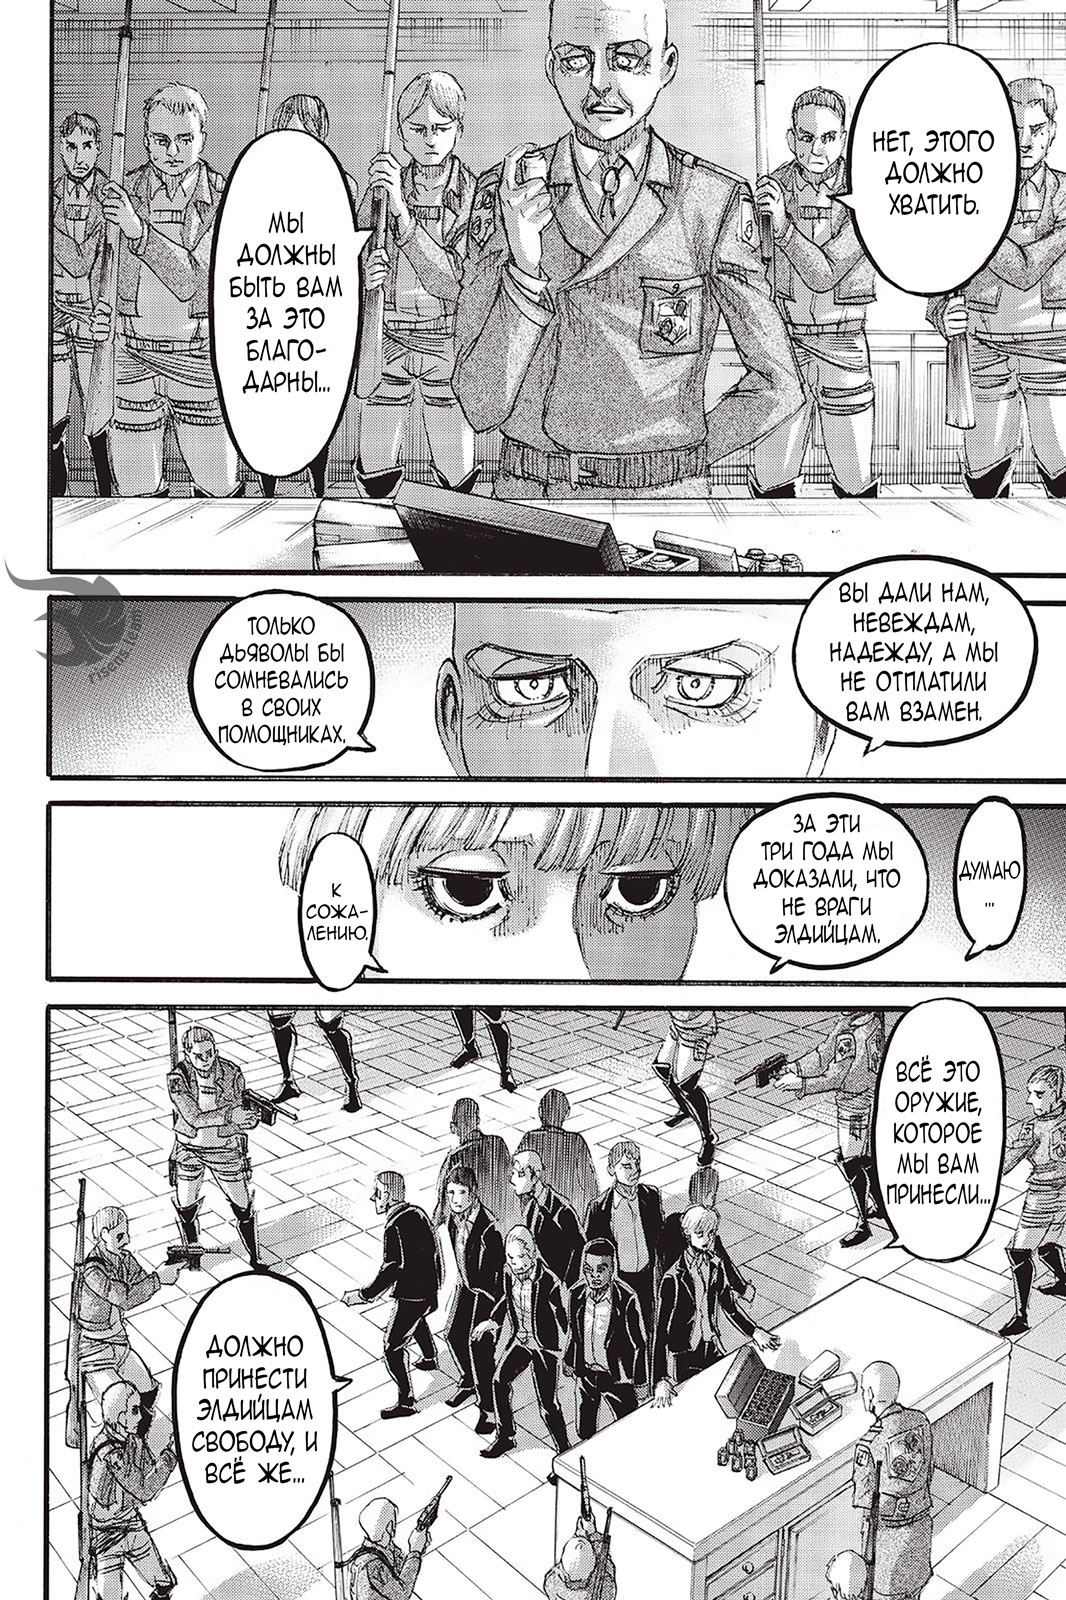 НЕТ, ЭТОГО
ДОЛЖНО
ХВАТИТЬ.
МЫ
ДОЛЖНЫ
БЫТЬ ВАМ
ЗА ЭТО
БЛАГО-
ДАРНЫ...
ВЫ ДАЛИ НАМ,
НЕВЕЖДАМ,
НАДЕЖДУ, А МЫ
НЕ ОТПЛАТИЛИ
ВАМ ВЗАМЕН.
ТОЛЬКО
ДЬЯВОЛЫ БЫ
СОМНЕВАЛИСЬ
В СВОИХ
ПОМОЩНИКАХ.
risens.team
ДУМАЮ
...
ЗА ЭТИ
ТРИ ГОДА МЫ
ДОКАЗАЛИ, ЧТО
НЕ ВРАГИ
ЭЛДИЙЦАМ.
К
СОЖА-
ЛЕНИЮ.
ВСЁ ЭТО
ОРУЖИЕ,
КОТОРОЕ
МЫ ВАМ
ПРИНЕСЛИ...
ДОЛЖНО
ПРИНЕСТИ
ЭЛДИЙЦАМ
СВОБОДУ, И
ВСЁ ЖЕ...